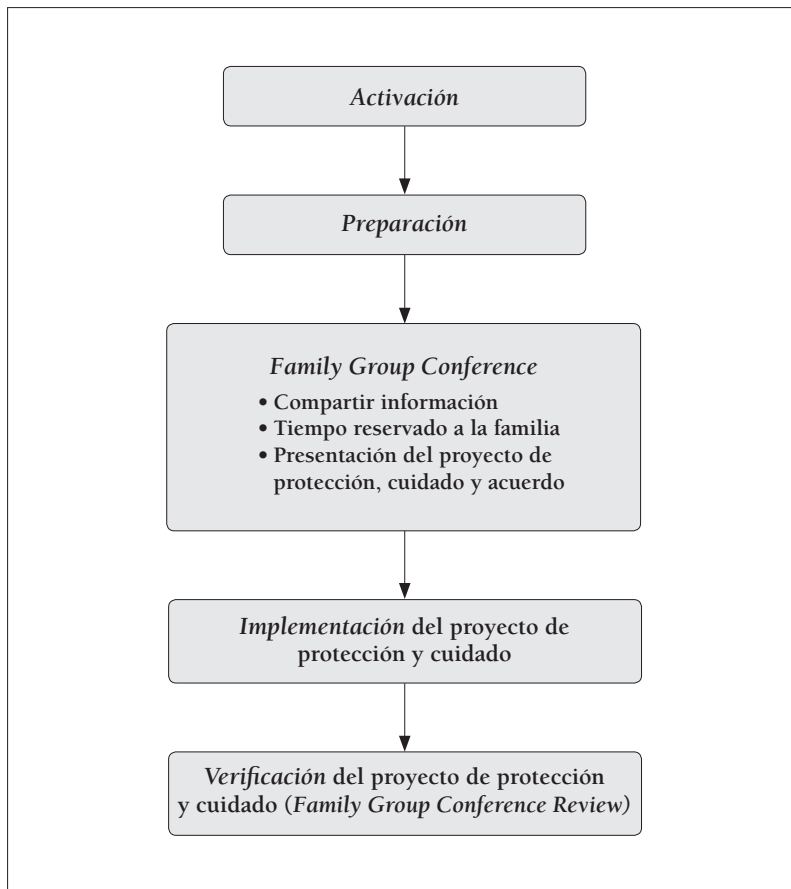 Activación
Preparación
Family Group Conference
• Compartir información
• Tiempo reservado a la familia
• Presentación del proyecto de
protección, cuidado y acuerdo
Implementación del proyecto de
protección y cuidado
Verificación del proyecto de protección
y cuidado (Family Group Conference Review)